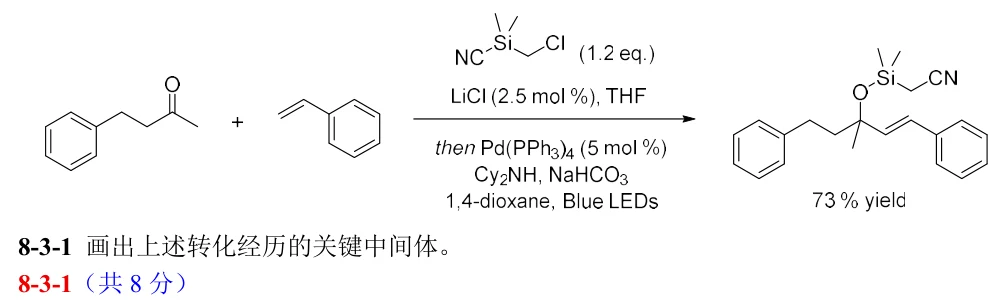 Si
Cl
NC
(1.2 eq.)
O
LiCl (2.5 mol %), THF
+
then Pd(PPh3)4 (5 mol %)
Cy2NH, NaHCO3
1,4-dioxane, Blue LEDs
Si
CN
O
73 % yield
8-3-1 画出上述转化经历的关键中间体。
8-3-1（共 8 分）